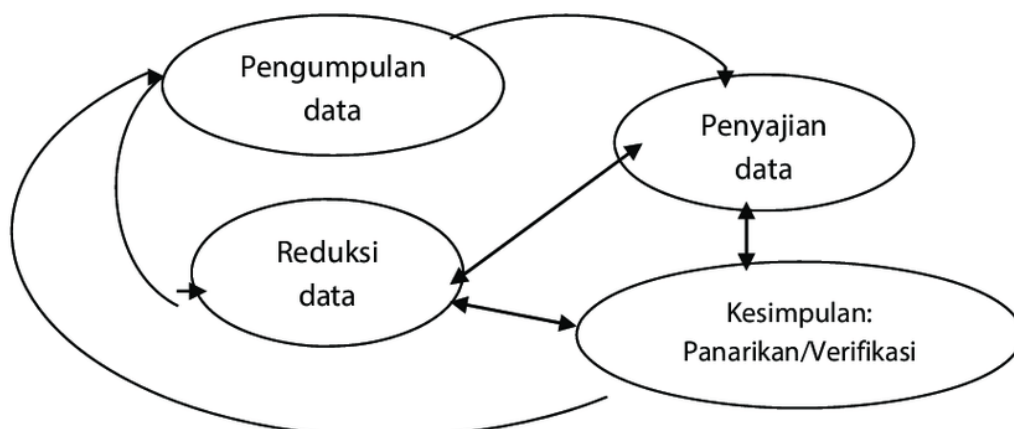 Pengumpulan
data
Penyajian
data
Reduksi
data
Kesimpulan:
Panarikan/Verifikasi